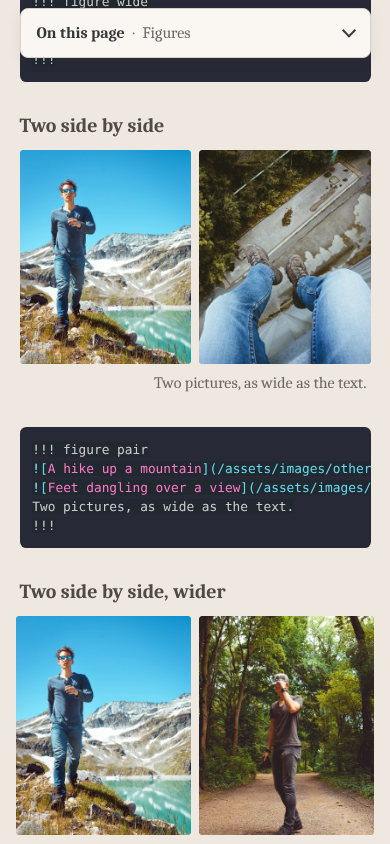 !!! figure wide
On this page · Figures
!!!
Two side by side
Two pictures, as wide as the text.
!!! figure pair
![A hike up a mountain](/assets/images/other
![Feet dangling over a view](/assets/images/
Two pictures, as wide as the text.
!!!
Two side by side, wider